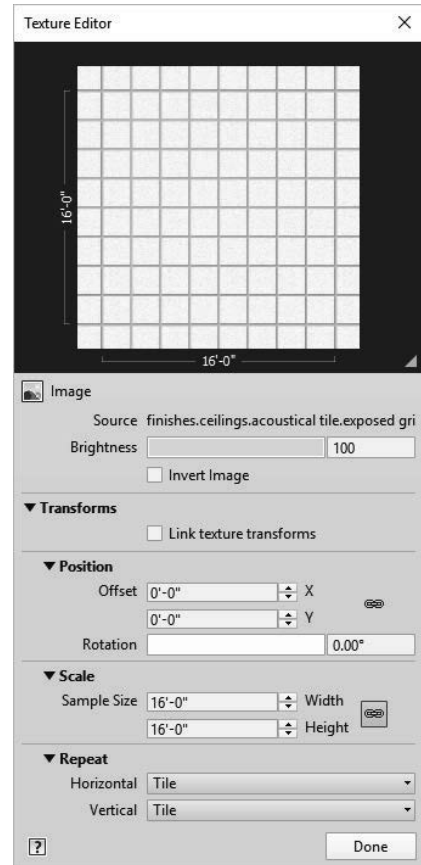 Texture Editor
16'-0"
16'-0"
Image
Source finishes.ceilings.acoustical tile.exposed gri
Brightness 100
Invert Image
Transforms
Link texture transforms
Position
Offset 0'-0" X
0'-0" Y
Rotation 0.00°
Scale
Sample Size 16'-0" Width
16'-0" Height
Repeat
Horizontal Tile
Vertical Tile
? Done